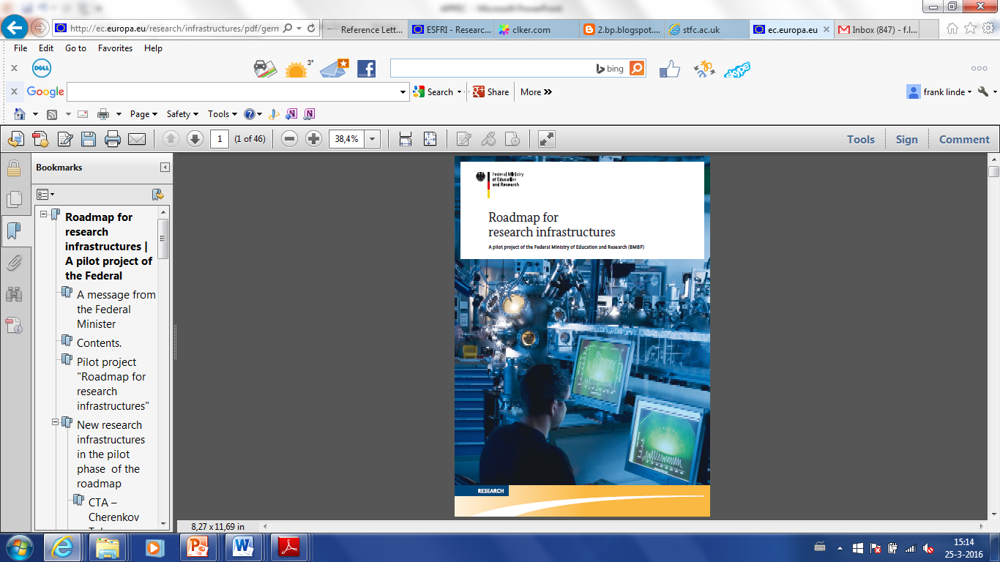 APPEC - Microsoft PowerPoint
http://ec.europa.eu/research/infrastructures/pdf/gern
Reference Lett...
ESFRI - Researc...
clker.com
2.bp.blogspot....
stfc.ac.uk
ec.europa.eu
Inbox (847) - f.l...
File Edit Go to Favorites Help
x DELL 3° bing
x Google Search Share More »
frank linde
Page Safety Tools
1 (1 of 46) 38,4%
Tools Sign Comment
Bookmarks
Roadmap for
research
infrastructures |
A pilot project of
the Federal
A message from
the Federal
Minister
Contents.
Pilot project
"Roadmap for
research
infrastructures"
New research
infrastructures
in the pilot
phase of the
roadmap
CTA –
Cherenkov
Federal Ministry
of Education
and Research
Roadmap for
research infrastructures
A pilot project of the Federal Ministry of Education and Research (BMBF)
RESEARCH
8,27 x 11,69 in
15:14
25-3-2016